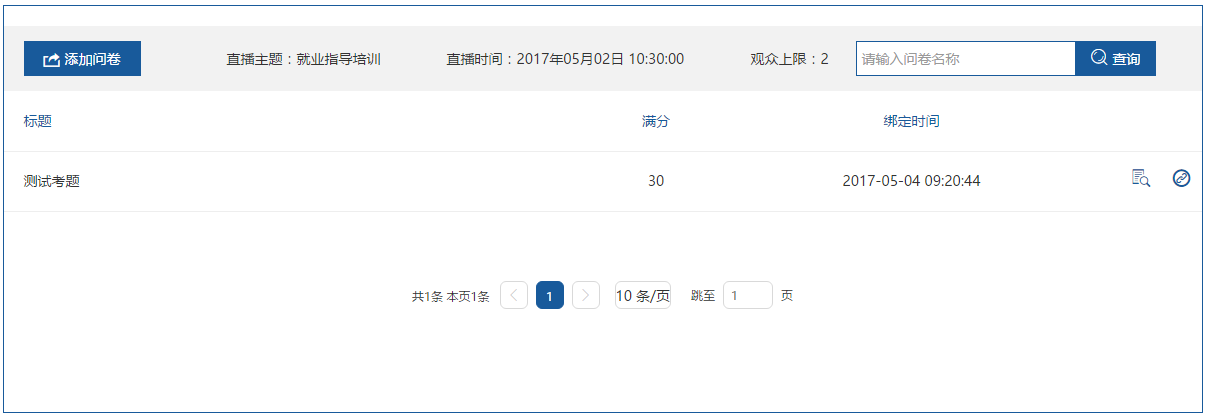 添加问卷 直播主题：就业指导培训 直播时间：2017年05月02日 10:30:00 观众上限：2 请输入问卷名称 查询
标题 满分 绑定时间
测试考题 30 2017-05-04 09:20:44
共1条 本页1条 1 10 条/页 跳至 1 页